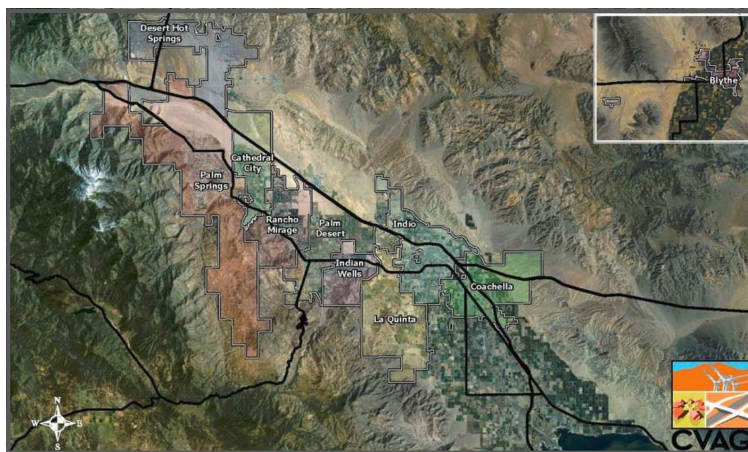 Desert Hot
Springs
Blythe
Cathedral
City
Palm
Springs
Rancho
Mirage
Palm
Desert
Indio
Indian
Wells
Coachella
La Quinta
N
W
E
S
CVAG